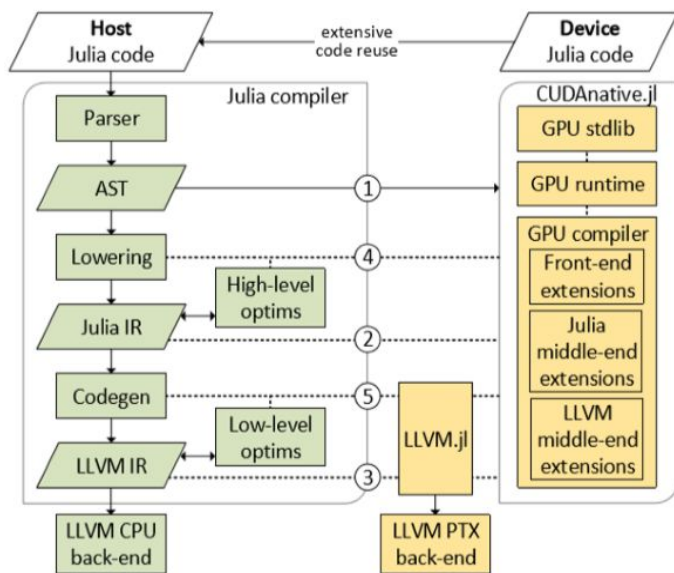 Host
Julia code
extensive
code reuse
Device
Julia code
Julia compiler
CUDAnative.jl
Parser
GPU stdlib
AST
1
GPU runtime
Lowering
4
GPU compiler
High-level
optims
Front-end
extensions
Julia IR
2
Julia
middle-end
extensions
Codegen
5
Low-level
optims
LLVM.jl
LLVM
middle-end
extensions
LLVM IR
3
LLVM CPU
back-end
LLVM PTX
back-end